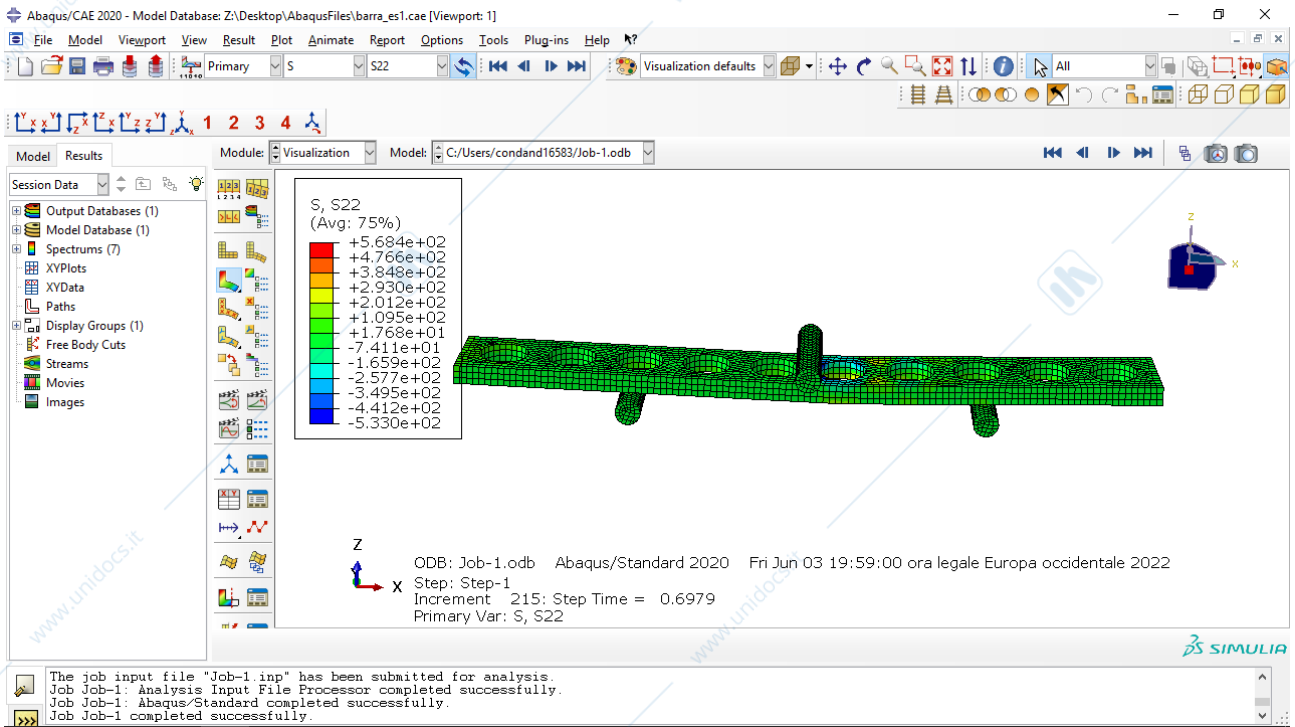 Abaqus/CAE 2020 - Model Database: Z:\Desktop\AbaqusFiles\barra_es1.cae [Viewport: 1]
File Model Viewport View Result Plot Animate Report Options Tools Plug-ins Help
Primary S S22 Visualization defaults All
1 2 3 4
Model Results Module: Visualization Model: C:/Users/condand16583/Job-1.odb
Session Data
Output Databases (1)
Model Database (1)
Spectrums (7)
XYPlots
XYData
Paths
Display Groups (1)
Free Body Cuts
Streams
Movies
Images
S, S22
(Avg: 75%)
+5.684e+02
+4.766e+02
+3.848e+02
+2.930e+02
+2.012e+02
+1.095e+02
+1.768e+01
-7.411e+01
-1.659e+02
-2.577e+02
-3.495e+02
-4.412e+02
-5.330e+02
Z
X
Z
Y
X
ODB: Job-1.odb Abaqus/Standard 2020 Fri Jun 03 19:59:00 ora legale Europa occidentale 2022
Step: Step-1
Increment 215: Step Time = 0.6979
Primary Var: S, S22
www.unidocs.it
www.unidocs.it
SIMULIA
The job input file "Job-1.inp" has been submitted for analysis.
Job Job-1: Analysis Input File Processor completed successfully.
Job Job-1: Abaqus/Standard completed successfully.
Job Job-1 completed successfully.
>>>